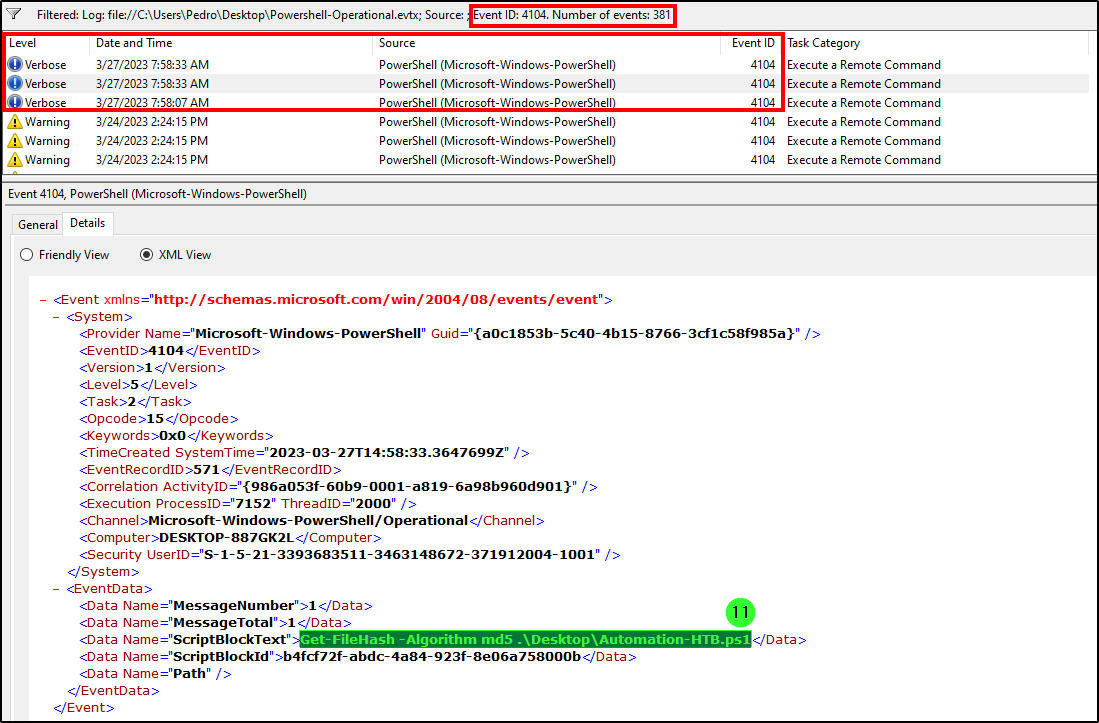 Filtered: Log: file://C:\Users\Pedro\Desktop\Powershell-Operational.evtx; Source: ; Event ID: 4104. Number of events: 381
Level Date and Time Source Event ID Task Category
Verbose 3/27/2023 7:58:33 AM PowerShell (Microsoft-Windows-PowerShell) 4104 Execute a Remote Command
Verbose 3/27/2023 7:58:33 AM PowerShell (Microsoft-Windows-PowerShell) 4104 Execute a Remote Command
Verbose 3/27/2023 7:58:07 AM PowerShell (Microsoft-Windows-PowerShell) 4104 Execute a Remote Command
Warning 3/24/2023 2:24:15 PM PowerShell (Microsoft-Windows-PowerShell) 4104 Execute a Remote Command
Warning 3/24/2023 2:24:15 PM PowerShell (Microsoft-Windows-PowerShell) 4104 Execute a Remote Command
Warning 3/24/2023 2:24:15 PM PowerShell (Microsoft-Windows-PowerShell) 4104 Execute a Remote Command
Event 4104, PowerShell (Microsoft-Windows-PowerShell)
General Details
Friendly View XML View
- <Event xmlns="http://schemas.microsoft.com/win/2004/08/events/event">
- <System>
<Provider Name="Microsoft-Windows-PowerShell" Guid="{a0c1853b-5c40-4b15-8766-3cf1c58f985a}" />
<EventID>4104</EventID>
<Version>1</Version>
<Level>5</Level>
<Task>2</Task>
<Opcode>15</Opcode>
<Keywords>0x0</Keywords>
<TimeCreated SystemTime="2023-03-27T14:58:33.3647699Z" />
<EventRecordID>571</EventRecordID>
<Correlation ActivityID="{986a053f-60b9-0001-a819-6a98b960d901}" />
<Execution ProcessID="7152" ThreadID="2000" />
<Channel>Microsoft-Windows-PowerShell/Operational</Channel>
<Computer>DESKTOP-887GK2L</Computer>
<Security UserID="S-1-5-21-3393683511-3463148672-371912004-1001" />
</System>
- <EventData>
<Data Name="MessageNumber">1</Data>
<Data Name="MessageTotal">1</Data>
11
<Data Name="ScriptBlockText">Get-FileHash -Algorithm md5 .\Desktop\Automation-HTB.ps1</Data>
<Data Name="ScriptBlockId">b4fcf72f-abdc-4a84-923f-8e06a758000b</Data>
<Data Name="Path" />
</EventData>
</Event>